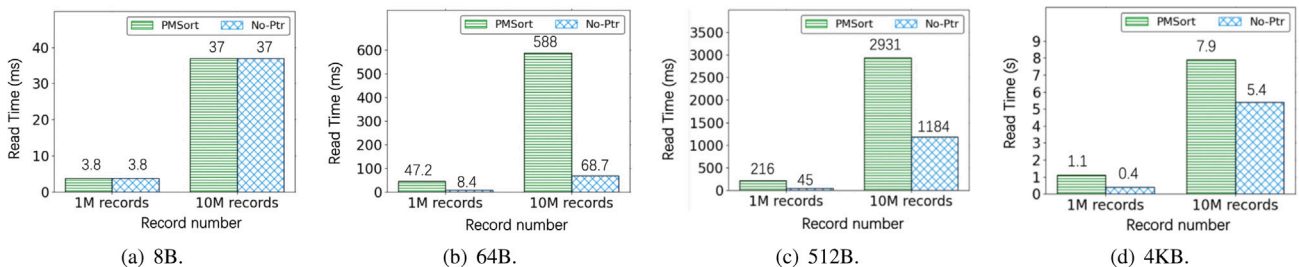 PMSort No-Ptr
Read Time (ms)
40
30
20
10
0
3.8 3.8
37 37
1M records 10M records
Record number
(a) 8B.
PMSort No-Ptr
Read Time (ms)
600
500
400
300
200
100
0
47.2 8.4
588 68.7
1M records 10M records
Record number
(b) 64B.
PMSort No-Ptr
Read Time (ms)
3500
3000
2500
2000
1500
1000
500
0
216 45
2931 1184
1M records 10M records
Record number
(c) 512B.
PMSort No-Ptr
Read Time (s)
9
8
7
6
5
4
3
2
1
0
1.1 0.4
7.9 5.4
1M records 10M records
Record number
(d) 4KB.